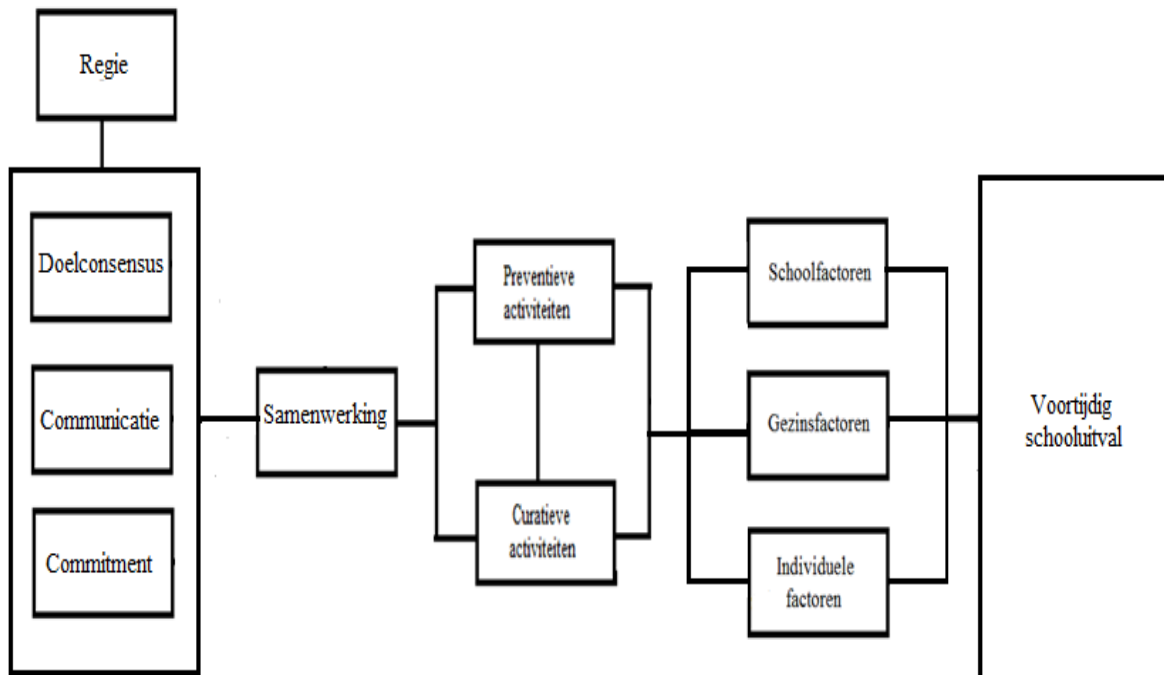 Regie
Doelconsensus
Communicatie
Commitment
Samenwerking
Preventieve
activiteiten
Curatieve
activiteiten
Schoolfactoren
Gezinsfactoren
Individuele
factoren
Voortijdig
schooluitval